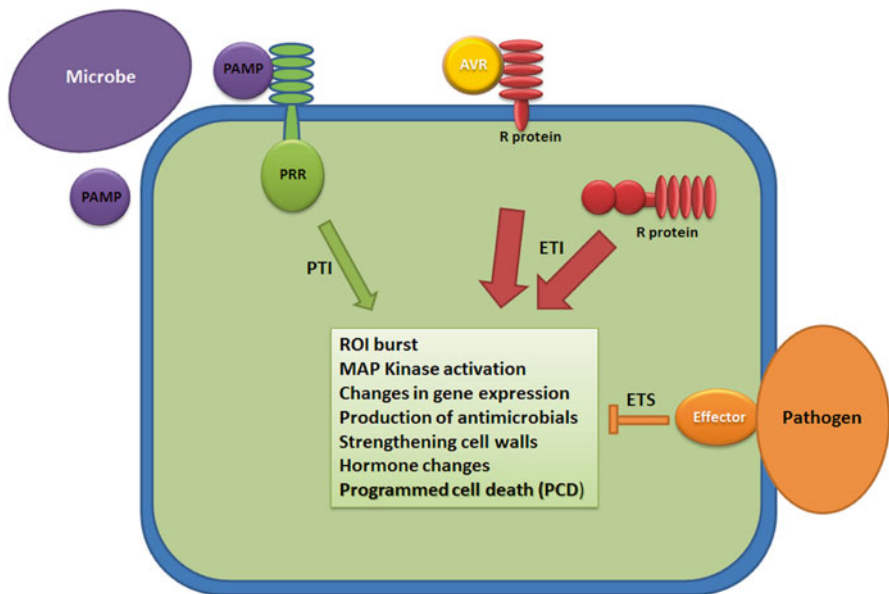 Microbe
PAMP
PAMP
PRR
AVR
R protein
R protein
PTI
ETI
ROI burst
MAP Kinase activation
Changes in gene expression
Production of antimicrobials
Strengthening cell walls
Hormone changes
Programmed cell death (PCD)
ETS
Effector
Pathogen